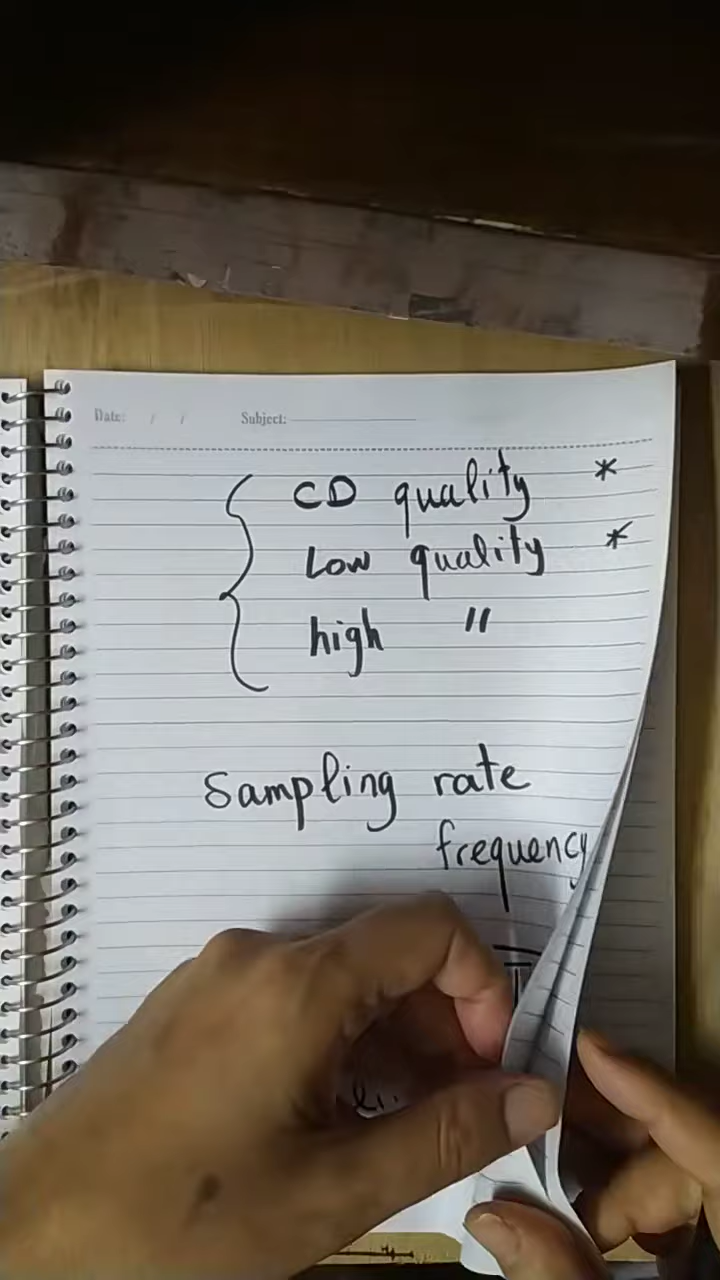 Date: / / Subject:
CD quality *
Low quality *
high "
Sampling rate
frequency